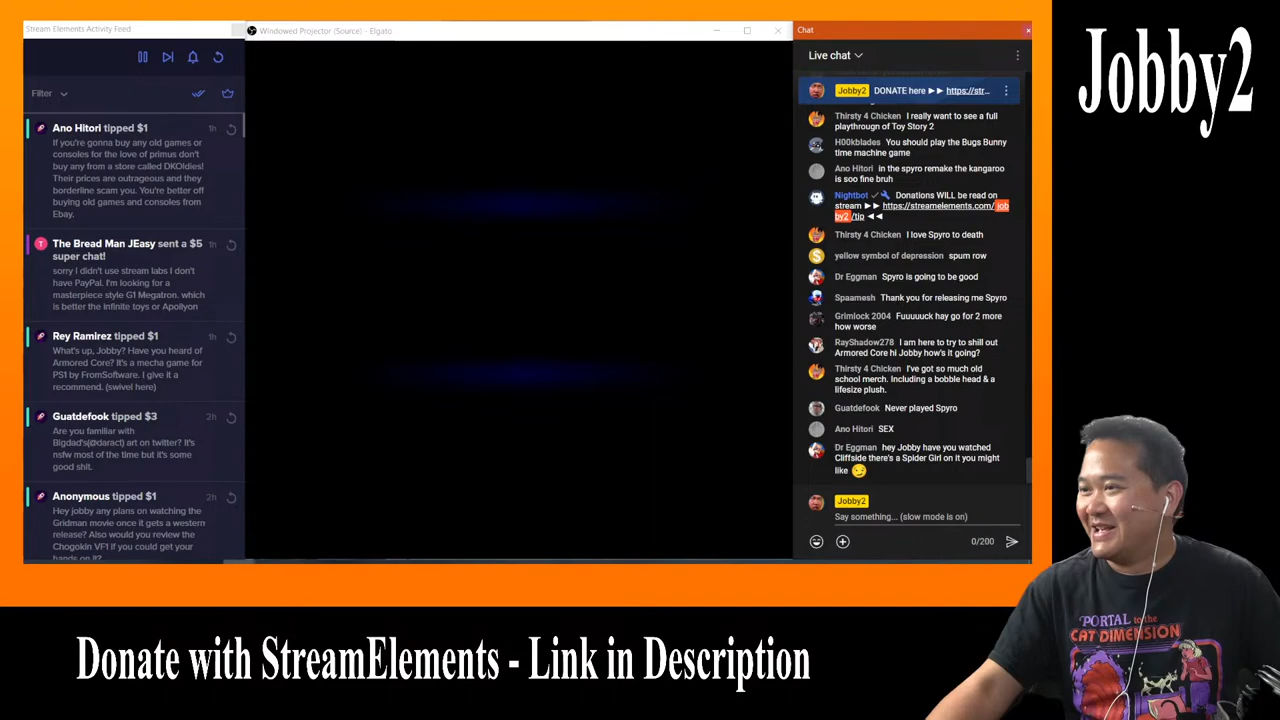 Stream Elements Activity Feed
Filter
Ano Hitori tipped $1
1h
If you're gonna buy any old games or
consoles for the love of primus don't
buy any from a store called DKOldies!
Their prices are outrageous and they
borderline scam you. You're better off
buying old games and consoles from
Ebay.
T
The Bread Man JEasy sent a $5
super chat!
1h
sorry I didn't use stream labs I don't
have PayPal. I'm looking for a
masterpiece style G1 Megatron. which
is better the Infinite toys or Apollyon
Rey Ramirez tipped $1
1h
What's up, Jobby? Have you heard of
Armored Core? It's a mecha game for
PS1 by FromSoftware. I give it a
recommend. (swivel here)
Guatdefook tipped $3
2h
Are you familiar with
Bigdad's(@daract) art on twitter? It's
nsfw most of the time but it's some
good shit.
Anonymous tipped $1
2h
Hey jobby any plans on watching the
Gridman movie once it gets a western
release? Also would you review the
Chogokin VF1 if you could get your
hands on it?
Windowed Projector (Source) - Elgato
Chat
Live chat
Jobby2 DONATE here ►► https://str...
Thirsty 4 Chicken I really want to see a full
playthrougn of Toy Story 2
H00kblades You should play the Bugs Bunny
time machine game
Ano Hitori in the spyro remake the kangaroo
is soo fine bruh
Nightbot Donations WILL be read on
stream ►► https://streamelements.com/job
by2/tip ◄◄
Thirsty 4 Chicken I love Spyro to death
yellow symbol of depression spum row
Dr Eggman Spyro is going to be good
Spaamesh Thank you for releasing me Spyro
Grimlock 2004 Fuuuuuck hay go for 2 more
how worse
RayShadow278 I am here to try to shill out
Armored Core hi Jobby how's it going?
Thirsty 4 Chicken I've got so much old
school merch. Including a bobble head & a
lifesize plush.
Guatdefook Never played Spyro
Ano Hitori SEX
Dr Eggman hey Jobby have you watched
Cliffside there's a Spider Girl on it you might
like 😏
Jobby2
Say something... (slow mode is on)
0/200
Jobby2
PORTAL to the
CAT DIMENSION
Donate with StreamElements - Link in Description